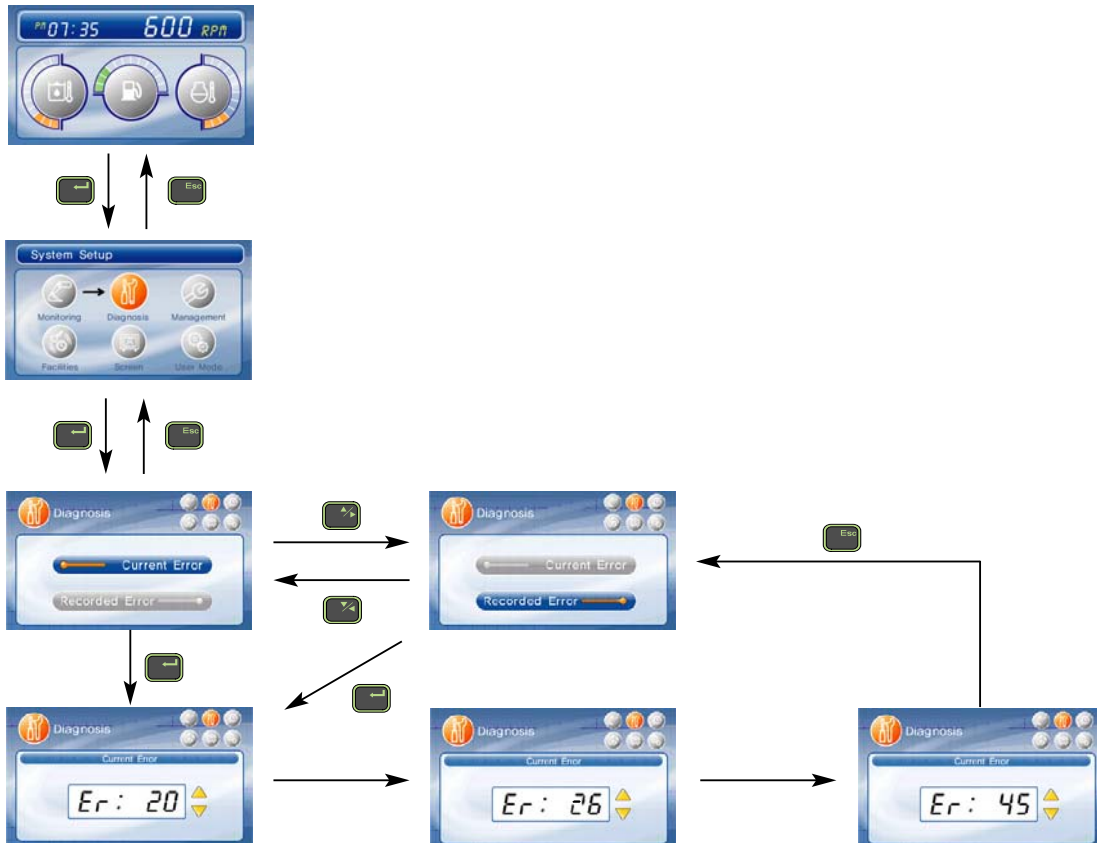 PM 07:35 600 RPM
Esc
System Setup
Monitoring Diagnosis Management
Facilities Screen User Mode
Esc
Diagnosis
Current Error
Recorded Error
Diagnosis
Current Error
Recorded Error
Esc
Diagnosis
Current Error
Er: 20
Diagnosis
Current Error
Er: 26
Diagnosis
Current Error
Er: 45